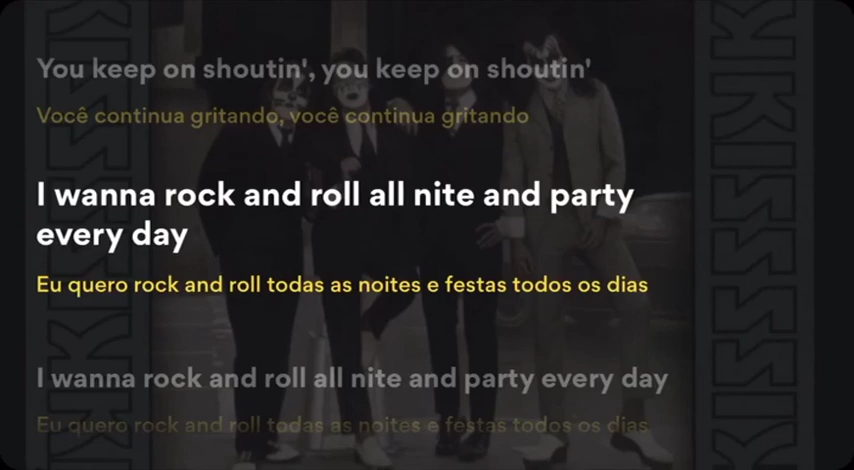 You keep on shoutin', you keep on shoutin'
Você continua gritando, você continua gritando
I wanna rock and roll all nite and party
every day
Eu quero rock and roll todas as noites e festas todos os dias
I wanna rock and roll all nite and party every day
Eu quero rock and roll todas as noites e festas todos os dias